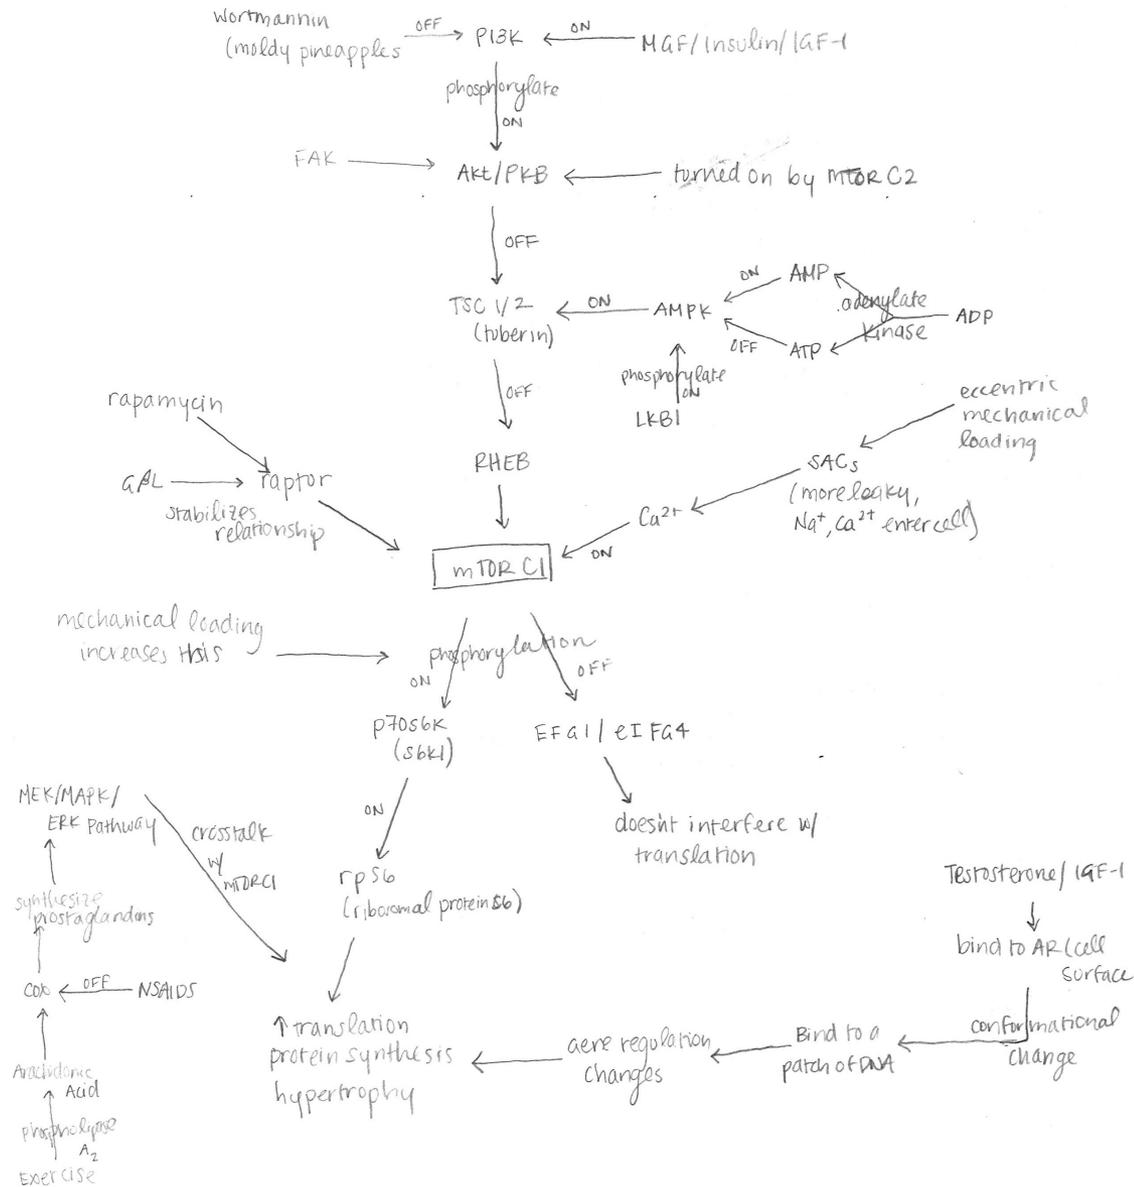 Wortmannin
(moldy pineapples
OFF
PI3K
ON
MGF/Insulin/IGF-1
phosphorylate
ON
FAK
Akt/PKB
turned on by mTOR C2
OFF
TSC 1/2
(tuberin)
ON
AMPK
ON
AMP
adenylate
kinase
ADP
OFF
ATP
phosphorylate
ON
LKB1
OFF
rapamycin
GβL
raptor
stabilizes
relationship
RHEB
eccentric
mechanical
loading
SACs
(more leaky,
Na+, Ca2+ enter cell)
Ca2+
ON
mTOR C1
mechanical loading
increases this
phosphorylation
ON
OFF
p70S6K
(S6K1)
EFG1/eIFG4
ON
doesn't interfere w/
translation
MEK/MAPK/
ERK Pathway
crosstalk
w/
mTORC1
rpS6
(ribosomal protein S6)
synthesize
prostaglandins
COX
OFF
NSAIDS
Arachidonic
Acid
phospholipase
A2
Exercise
↑ translation
protein synthesis
hypertrophy
Testosterone/IGF-1
bind to AR (cell
surface
conformational
change
Bind to a
patch of DNA
gene regulation
changes